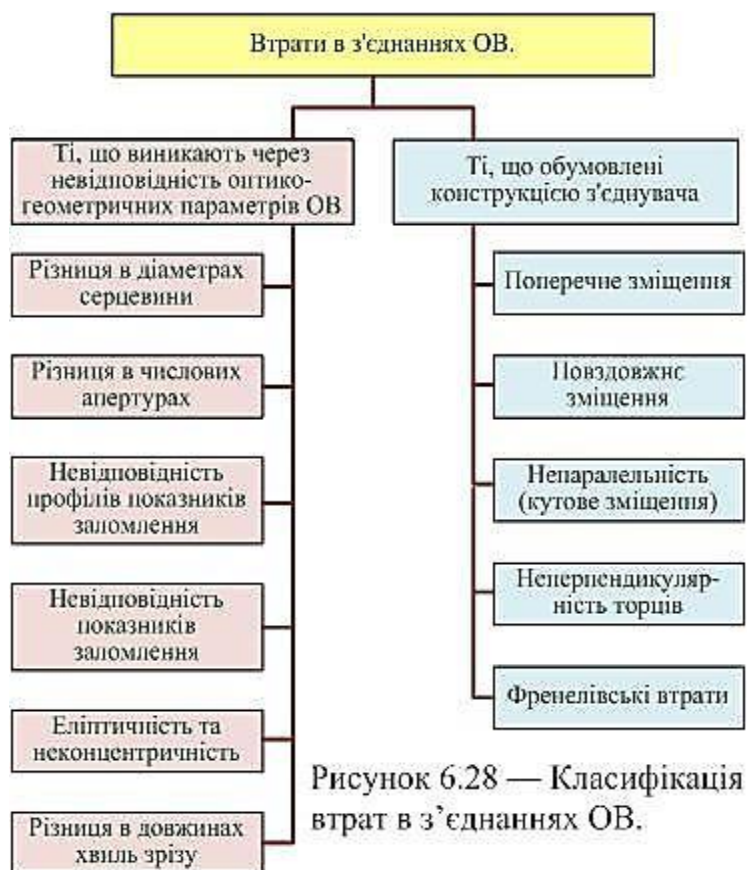 Втрати в з'єднаннях ОВ.
Ті, що виникають через
невідповідність оптико-
геометричних параметрів ОВ
Різниця в діаметрах
серцевини
Різниця в числових
апертурах
Невідповідність
профілів показників
заломлення
Невідповідність
показників
заломлення
Еліптичність та
неконцентричність
Різниця в довжинах
хвиль зрізу
Ті, що обумовлені
конструкцією з'єднувача
Поперечне зміщення
Повздовжнє
зміщення
Непаралельність
(кутове зміщення)
Неперпендикуляр-
ність торців
Френелівські втрати
Рисунок 6.28 — Класифікація
втрат в з’єднаннях ОВ.